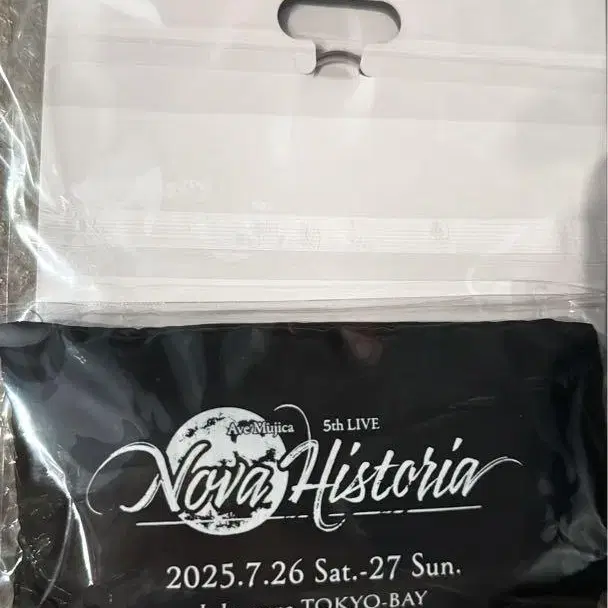 Ave Mujica 5th LIVE
Nova Historia
2025.7.26 Sat.-27 Sun.
TOKYO-BAY